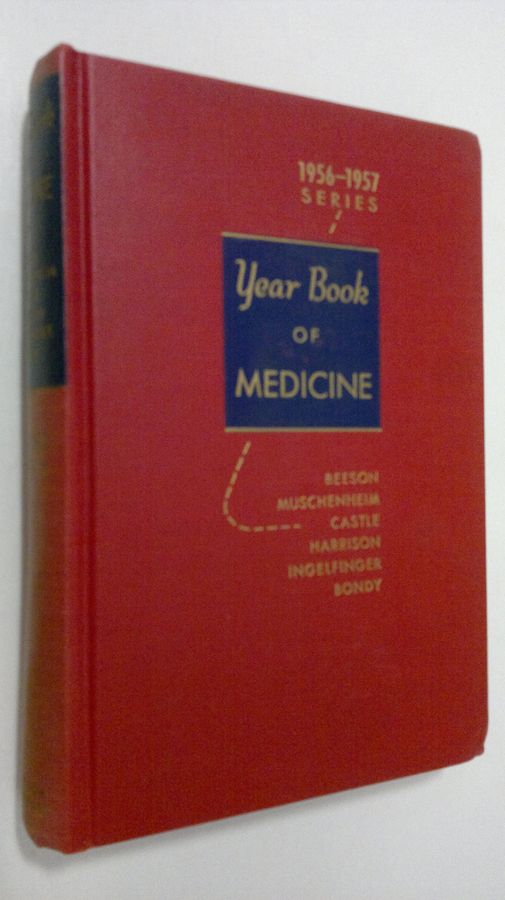 1956–1957
SERIES
Year Book
OF
MEDICINE
BEESON
MUSCHENHEIM
CASTLE
HARRISON
INGELFINGER
BONDY